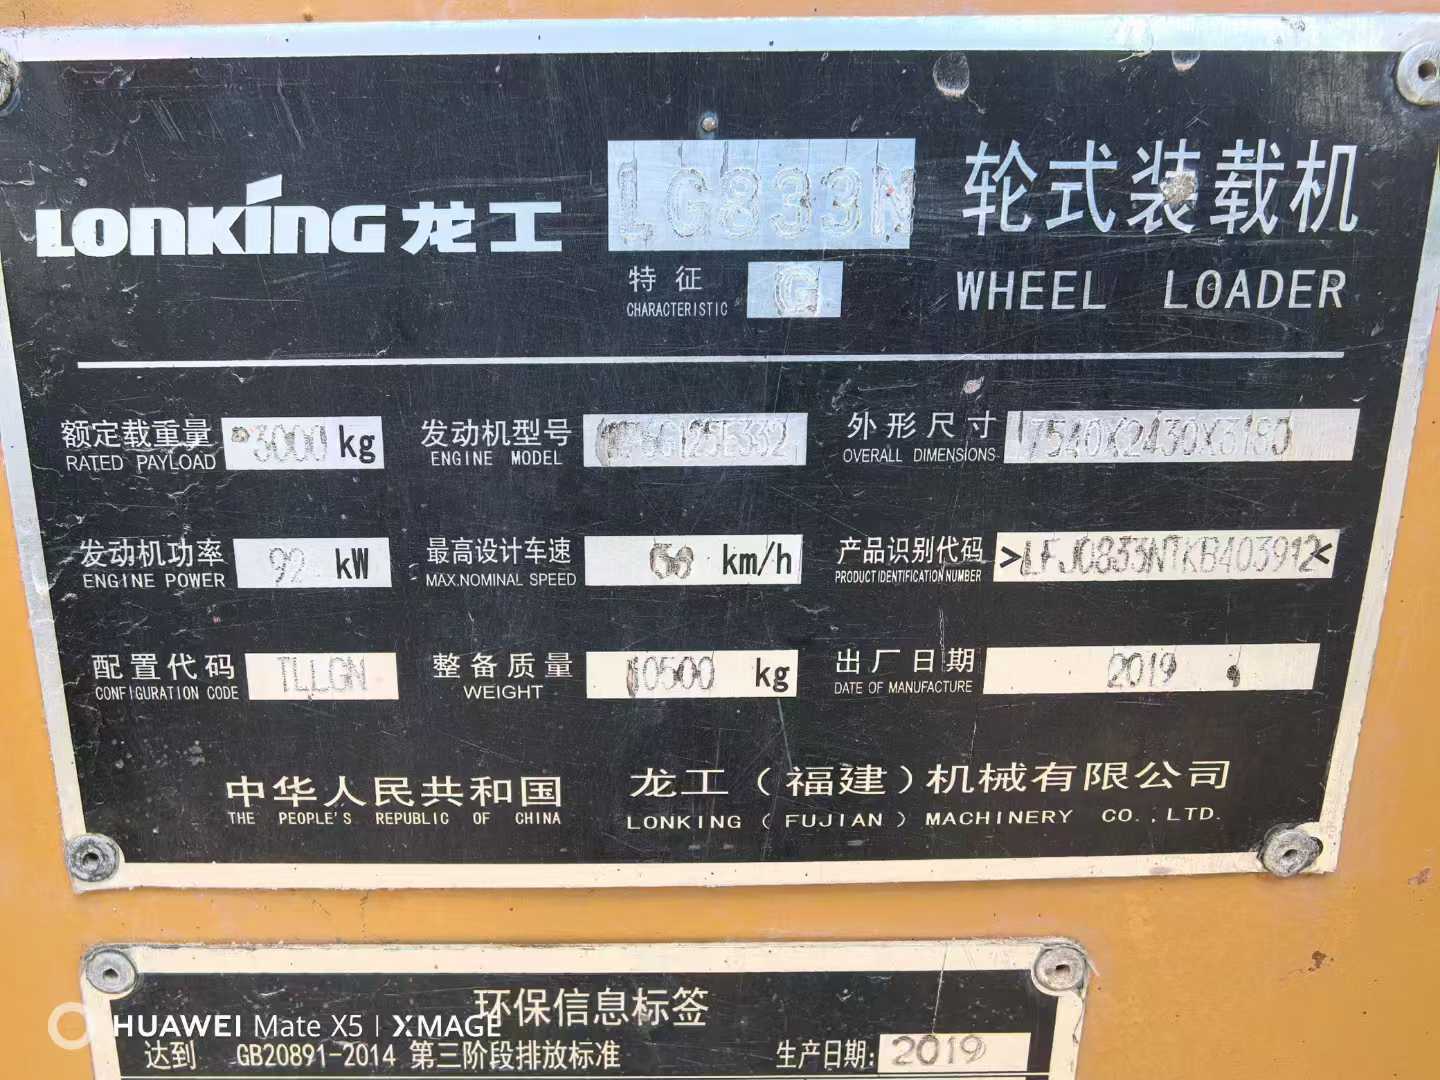 LONKING 龙工 LG833N 轮式装载机
特征 G
CHARACTERISTIC
WHEEL LOADER
额定载重量 3000 kg 发动机型号 外形尺寸 7540X2430X3180
RATED PAYLOAD ENGINE MODEL OVERALL DIMENSIONS
发动机功率 92 kW 最高设计车速 km/h 产品识别代码
ENGINE POWER MAX.NOMINAL SPEED PRODUCT IDENTIFICATION NUMBER
配置代码 TLLGN 整备质量 10500 kg 出厂日期 2019
CONFIGURATION CODE WEIGHT DATE OF MANUFACTURE
中华人民共和国 龙工(福建)机械有限公司
THE PEOPLE'S REPUBLIC OF CHINA LONKING (FUJIAN) MACHINERY CO.,LTD.
环保信息标签
HUAWEI Mate X5 | XMAGE
达到 GB20891-2014 第三阶段排放标准 生产日期: 2019